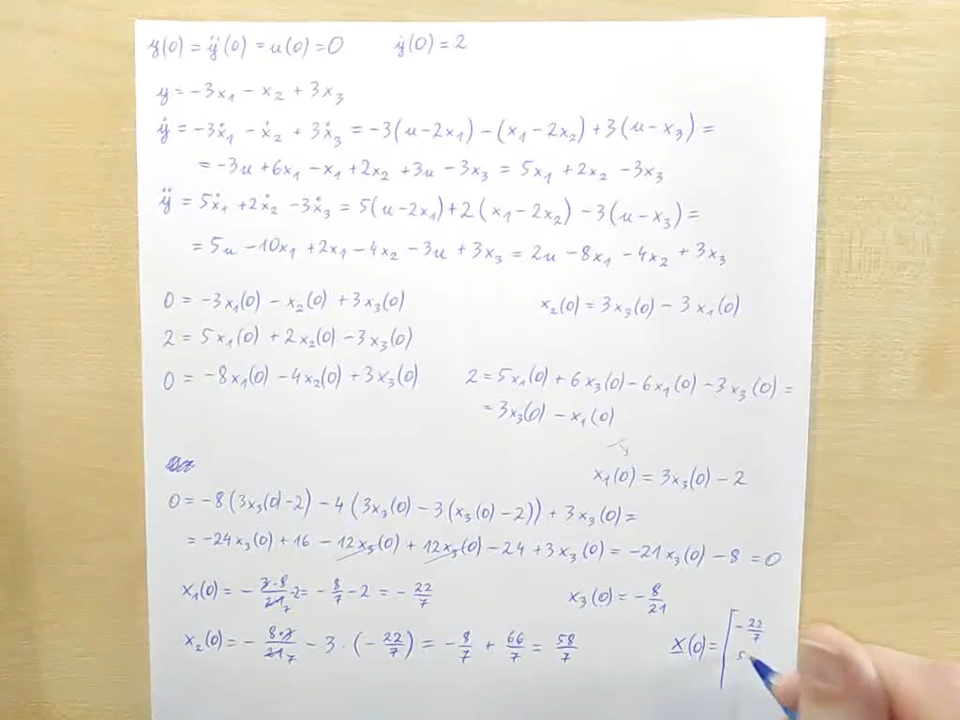 y(0) = ÿ(0) = u(0) = 0    ẏ(0) = 2
y = -3x₁ - x₂ + 3x₃
ẏ = -3ẋ₁ - ẋ₂ + 3ẋ₃ = -3(u-2x₁) - (x₁-2x₂) + 3(u-x₃) =
= -3u + 6x₁ - x₁ + 2x₂ + 3u - 3x₃ = 5x₁ + 2x₂ - 3x₃
ÿ = 5ẋ₁ + 2ẋ₂ - 3ẋ₃ = 5(u-2x₁) + 2(x₁-2x₂) - 3(u-x₃) =
= 5u - 10x₁ + 2x₁ - 4x₂ - 3u + 3x₃ = 2u - 8x₁ - 4x₂ + 3x₃
0 = -3x₁(0) - x₂(0) + 3x₃(0)    x₂(0) = 3x₃(0) - 3x₁(0)
2 = 5x₁(0) + 2x₂(0) - 3x₃(0)
0 = -8x₁(0) - 4x₂(0) + 3x₃(0)    2 = 5x₁(0) + 6x₃(0) - 6x₁(0) - 3x₃(0) =
= 3x₃(0) - x₁(0)
x₁(0) = 3x₃(0) - 2
0 = -8(3x₃(0)-2) - 4(3x₃(0) - 3(x₃(0)-2)) + 3x₃(0) =
= -24x₃(0) + 16 - 12x₃(0) + 12x₃(0) - 24 + 3x₃(0) = -21x₃(0) - 8 = 0
x₁(0) = - 3·8/21 7 - 2 = - 8/7 - 2 = - 22/7    x₃(0) = - 8/21
x₂(0) = - 8·3/21 7 - 3 · (- 22/7) = - 8/7 + 66/7 = 58/7    x(0) = [ - 22/7
5